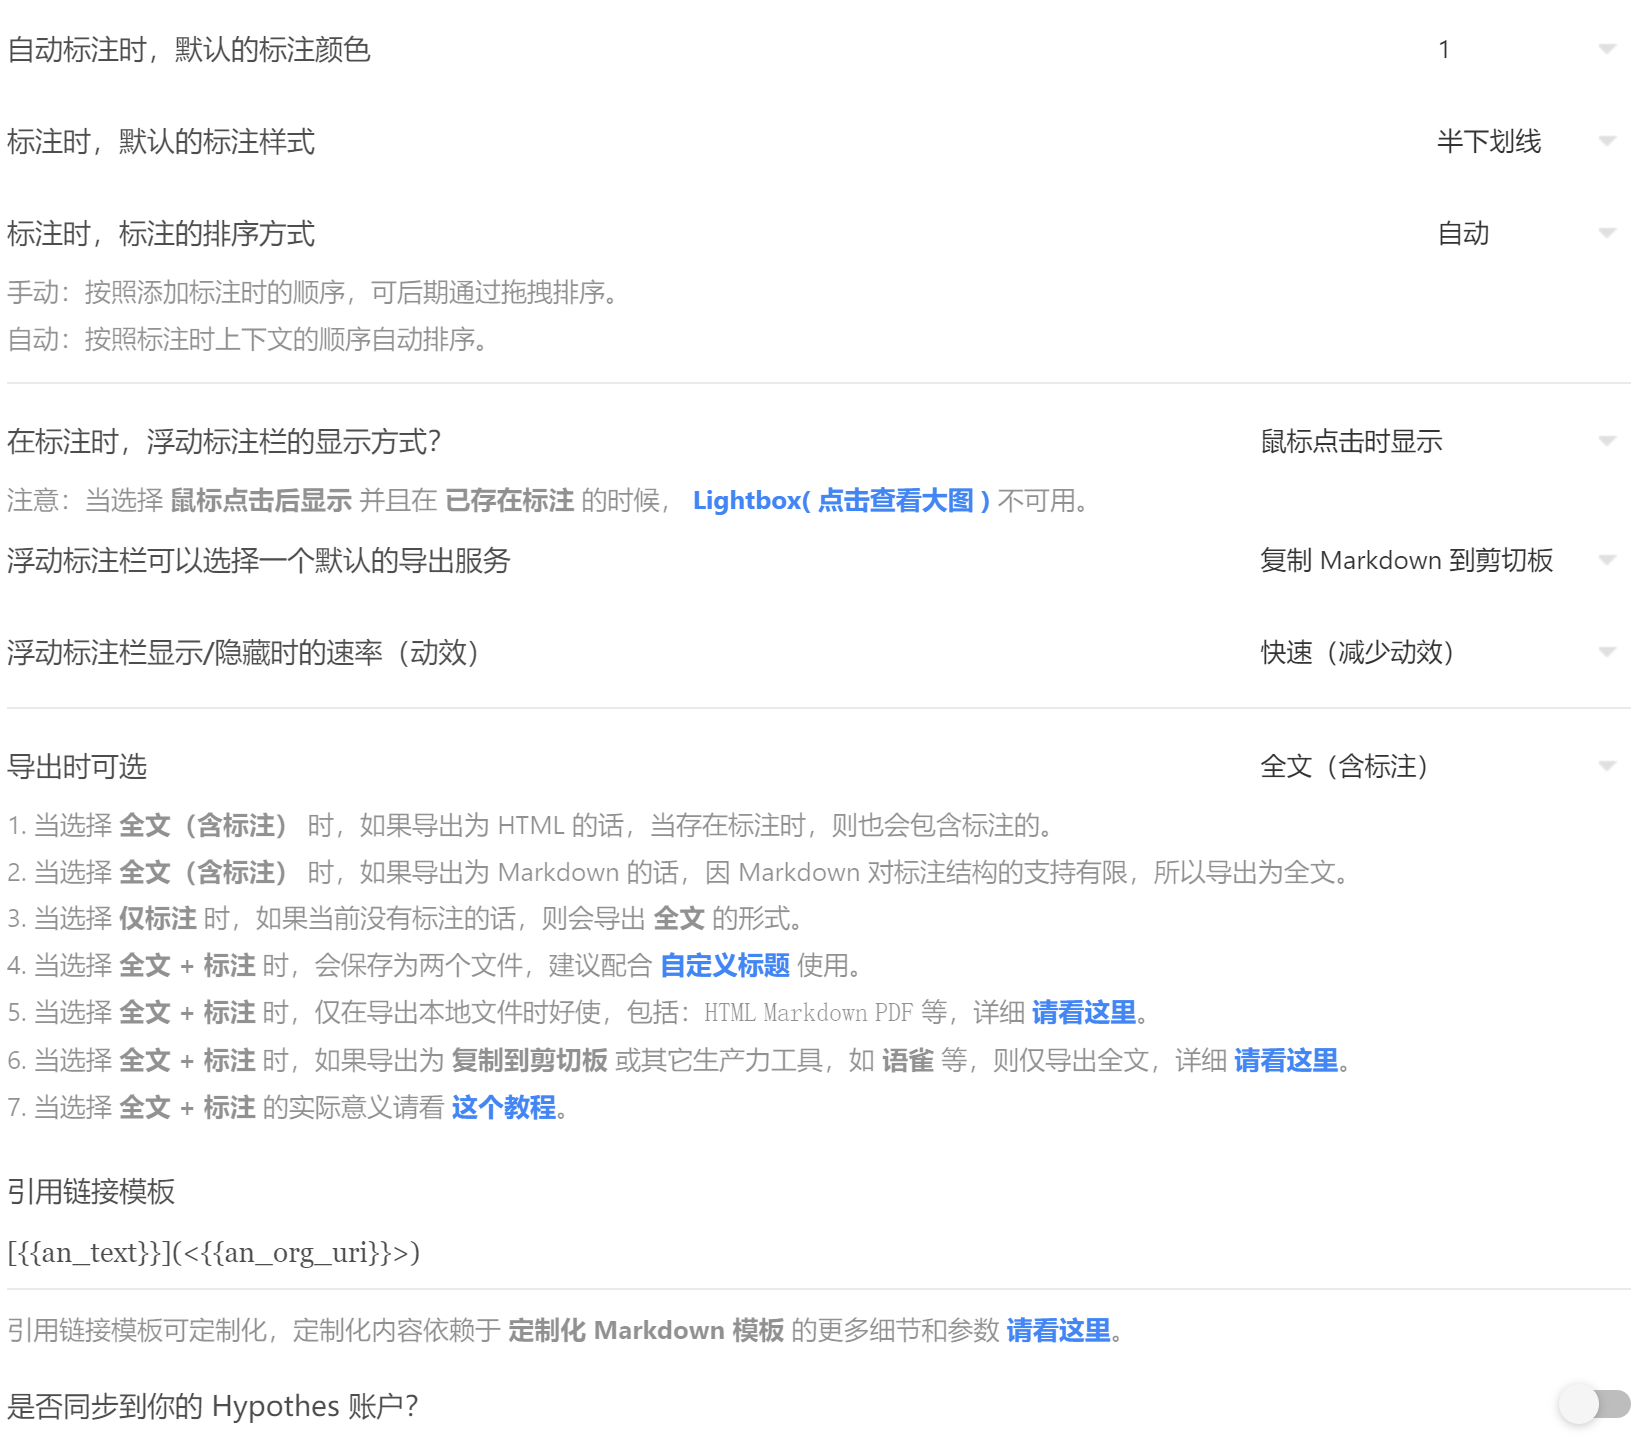 自动标注时，默认的标注颜色 1
标注时，默认的标注样式 半下划线
标注时，标注的排序方式 自动
手动：按照添加标注时的顺序，可后期通过拖拽排序。
自动：按照标注时上下文的顺序自动排序。
在标注时，浮动标注栏的显示方式？ 鼠标点击时显示
注意：当选择 鼠标点击后显示 并且在 已存在标注 的时候， Lightbox( 点击查看大图 ) 不可用。
浮动标注栏可以选择一个默认的导出服务 复制 Markdown 到剪切板
浮动标注栏显示/隐藏时的速率（动效） 快速（减少动效）
导出时可选 全文（含标注）
1. 当选择 全文（含标注） 时，如果导出为 HTML 的话，当存在标注时，则也会包含标注的。
2. 当选择 全文（含标注） 时，如果导出为 Markdown 的话，因 Markdown 对标注结构的支持有限，所以导出为全文。
3. 当选择 仅标注 时，如果当前没有标注的话，则会导出 全文 的形式。
4. 当选择 全文 + 标注 时，会保存为两个文件，建议配合 自定义标题 使用。
5. 当选择 全文 + 标注 时，仅在导出本地文件时好使，包括：HTML Markdown PDF 等，详细 请看这里。
6. 当选择 全文 + 标注 时，如果导出为 复制到剪切板 或其它生产力工具，如 语雀 等，则仅导出全文，详细 请看这里。
7. 当选择 全文 + 标注 的实际意义请看 这个教程。
引用链接模板
[{{an_text}}](<{{an_org_uri}}>)
引用链接模板可定制化，定制化内容依赖于 定制化 Markdown 模板 的更多细节和参数 请看这里。
是否同步到你的 Hypothes 账户？